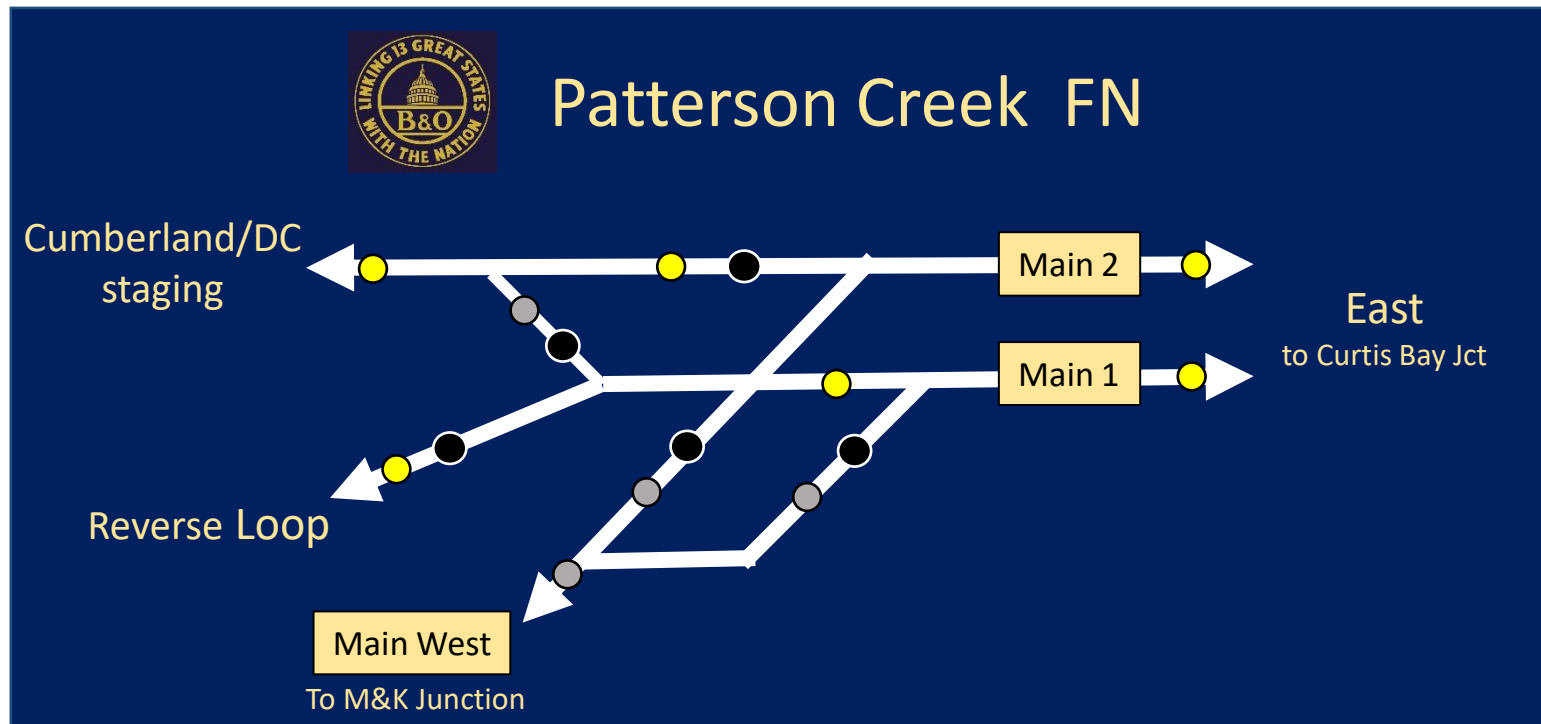 LINKING 13 GREAT STATES
B&O
WITH THE NATION
Patterson Creek FN
Cumberland/DC
staging
Main 2
East
to Curtis Bay Jct
Main 1
Reverse Loop
Main West
To M&K Junction